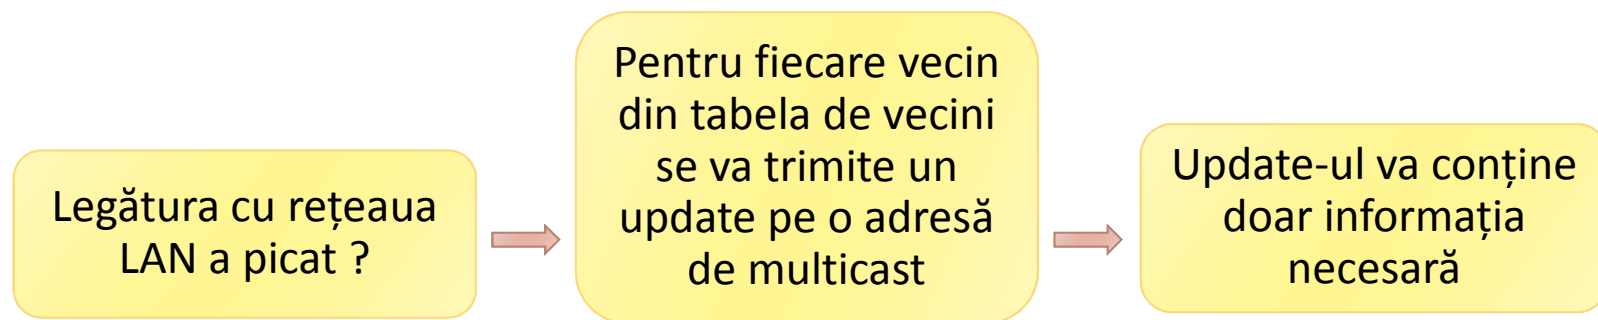 Legătura cu rețeaua
LAN a picat ?
Pentru fiecare vecin
din tabela de vecini
se va trimite un
update pe o adresă
de multicast
Update-ul va conține
doar informația
necesară